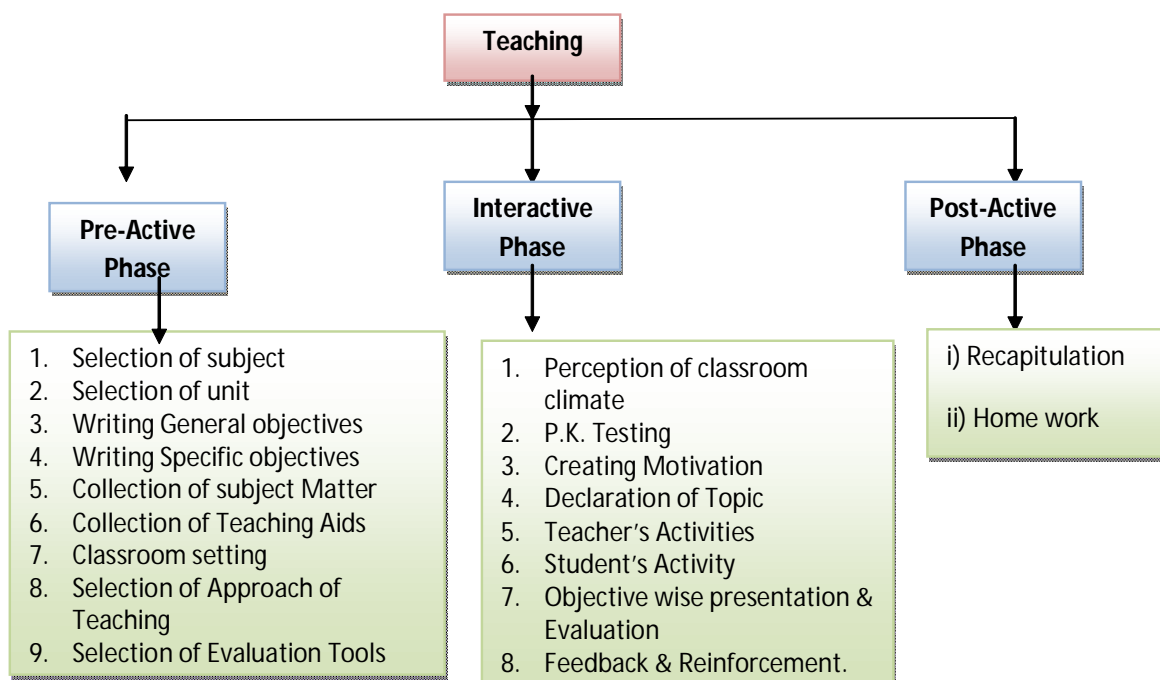 Teaching
Pre-Active
Phase
Interactive
Phase
Post-Active
Phase
1. Selection of subject
2. Selection of unit
3. Writing General objectives
4. Writing Specific objectives
5. Collection of subject Matter
6. Collection of Teaching Aids
7. Classroom setting
8. Selection of Approach of
Teaching
9. Selection of Evaluation Tools
1. Perception of classroom
climate
2. P.K. Testing
3. Creating Motivation
4. Declaration of Topic
5. Teacher’s Activities
6. Student’s Activity
7. Objective wise presentation &
Evaluation
8. Feedback & Reinforcement.
i) Recapitulation
ii) Home work